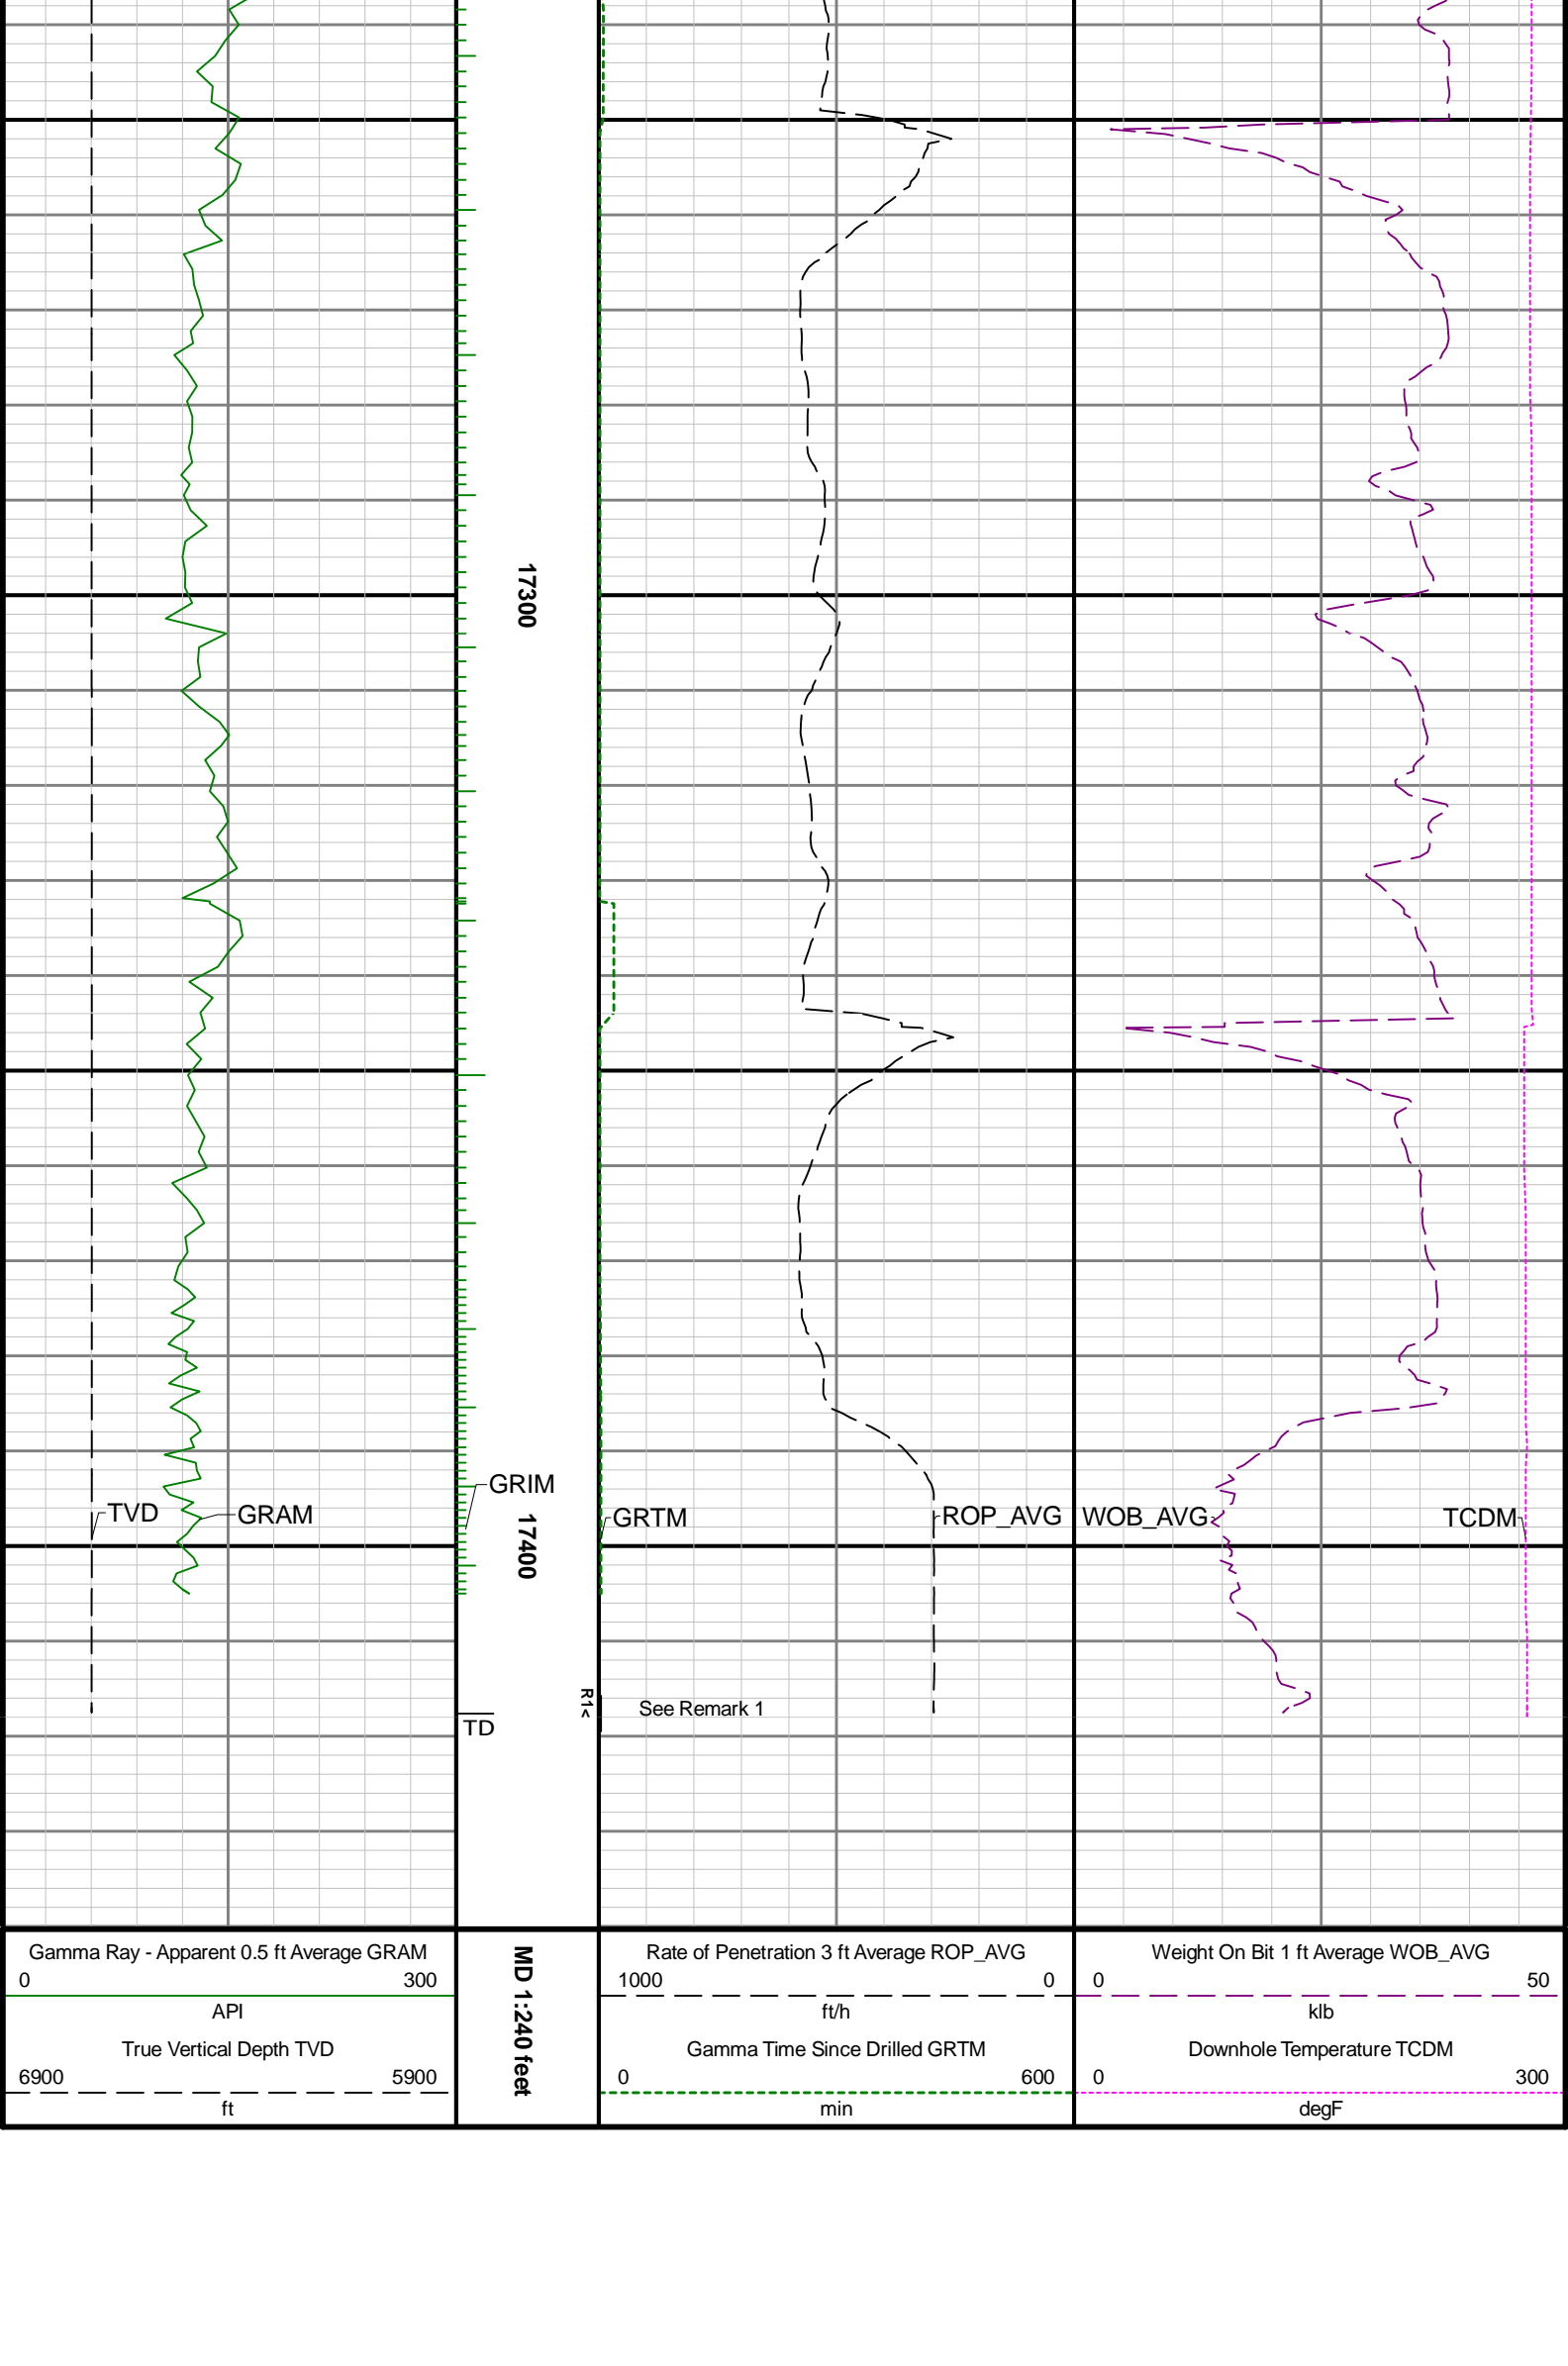 17300
GRIM
TVD
GRAM
17400
GRTM
ROP_AVG
WOB_AVG
TCDM
R1<
See Remark 1
TD
Gamma Ray - Apparent 0.5 ft Average GRAM
0 300
API
True Vertical Depth TVD
6900 5900
ft
MD 1:240 feet
Rate of Penetration 3 ft Average ROP_AVG
1000 0
ft/h
Gamma Time Since Drilled GRTM
0 600
min
Weight On Bit 1 ft Average WOB_AVG
0 50
klb
Downhole Temperature TCDM
0 300
degF